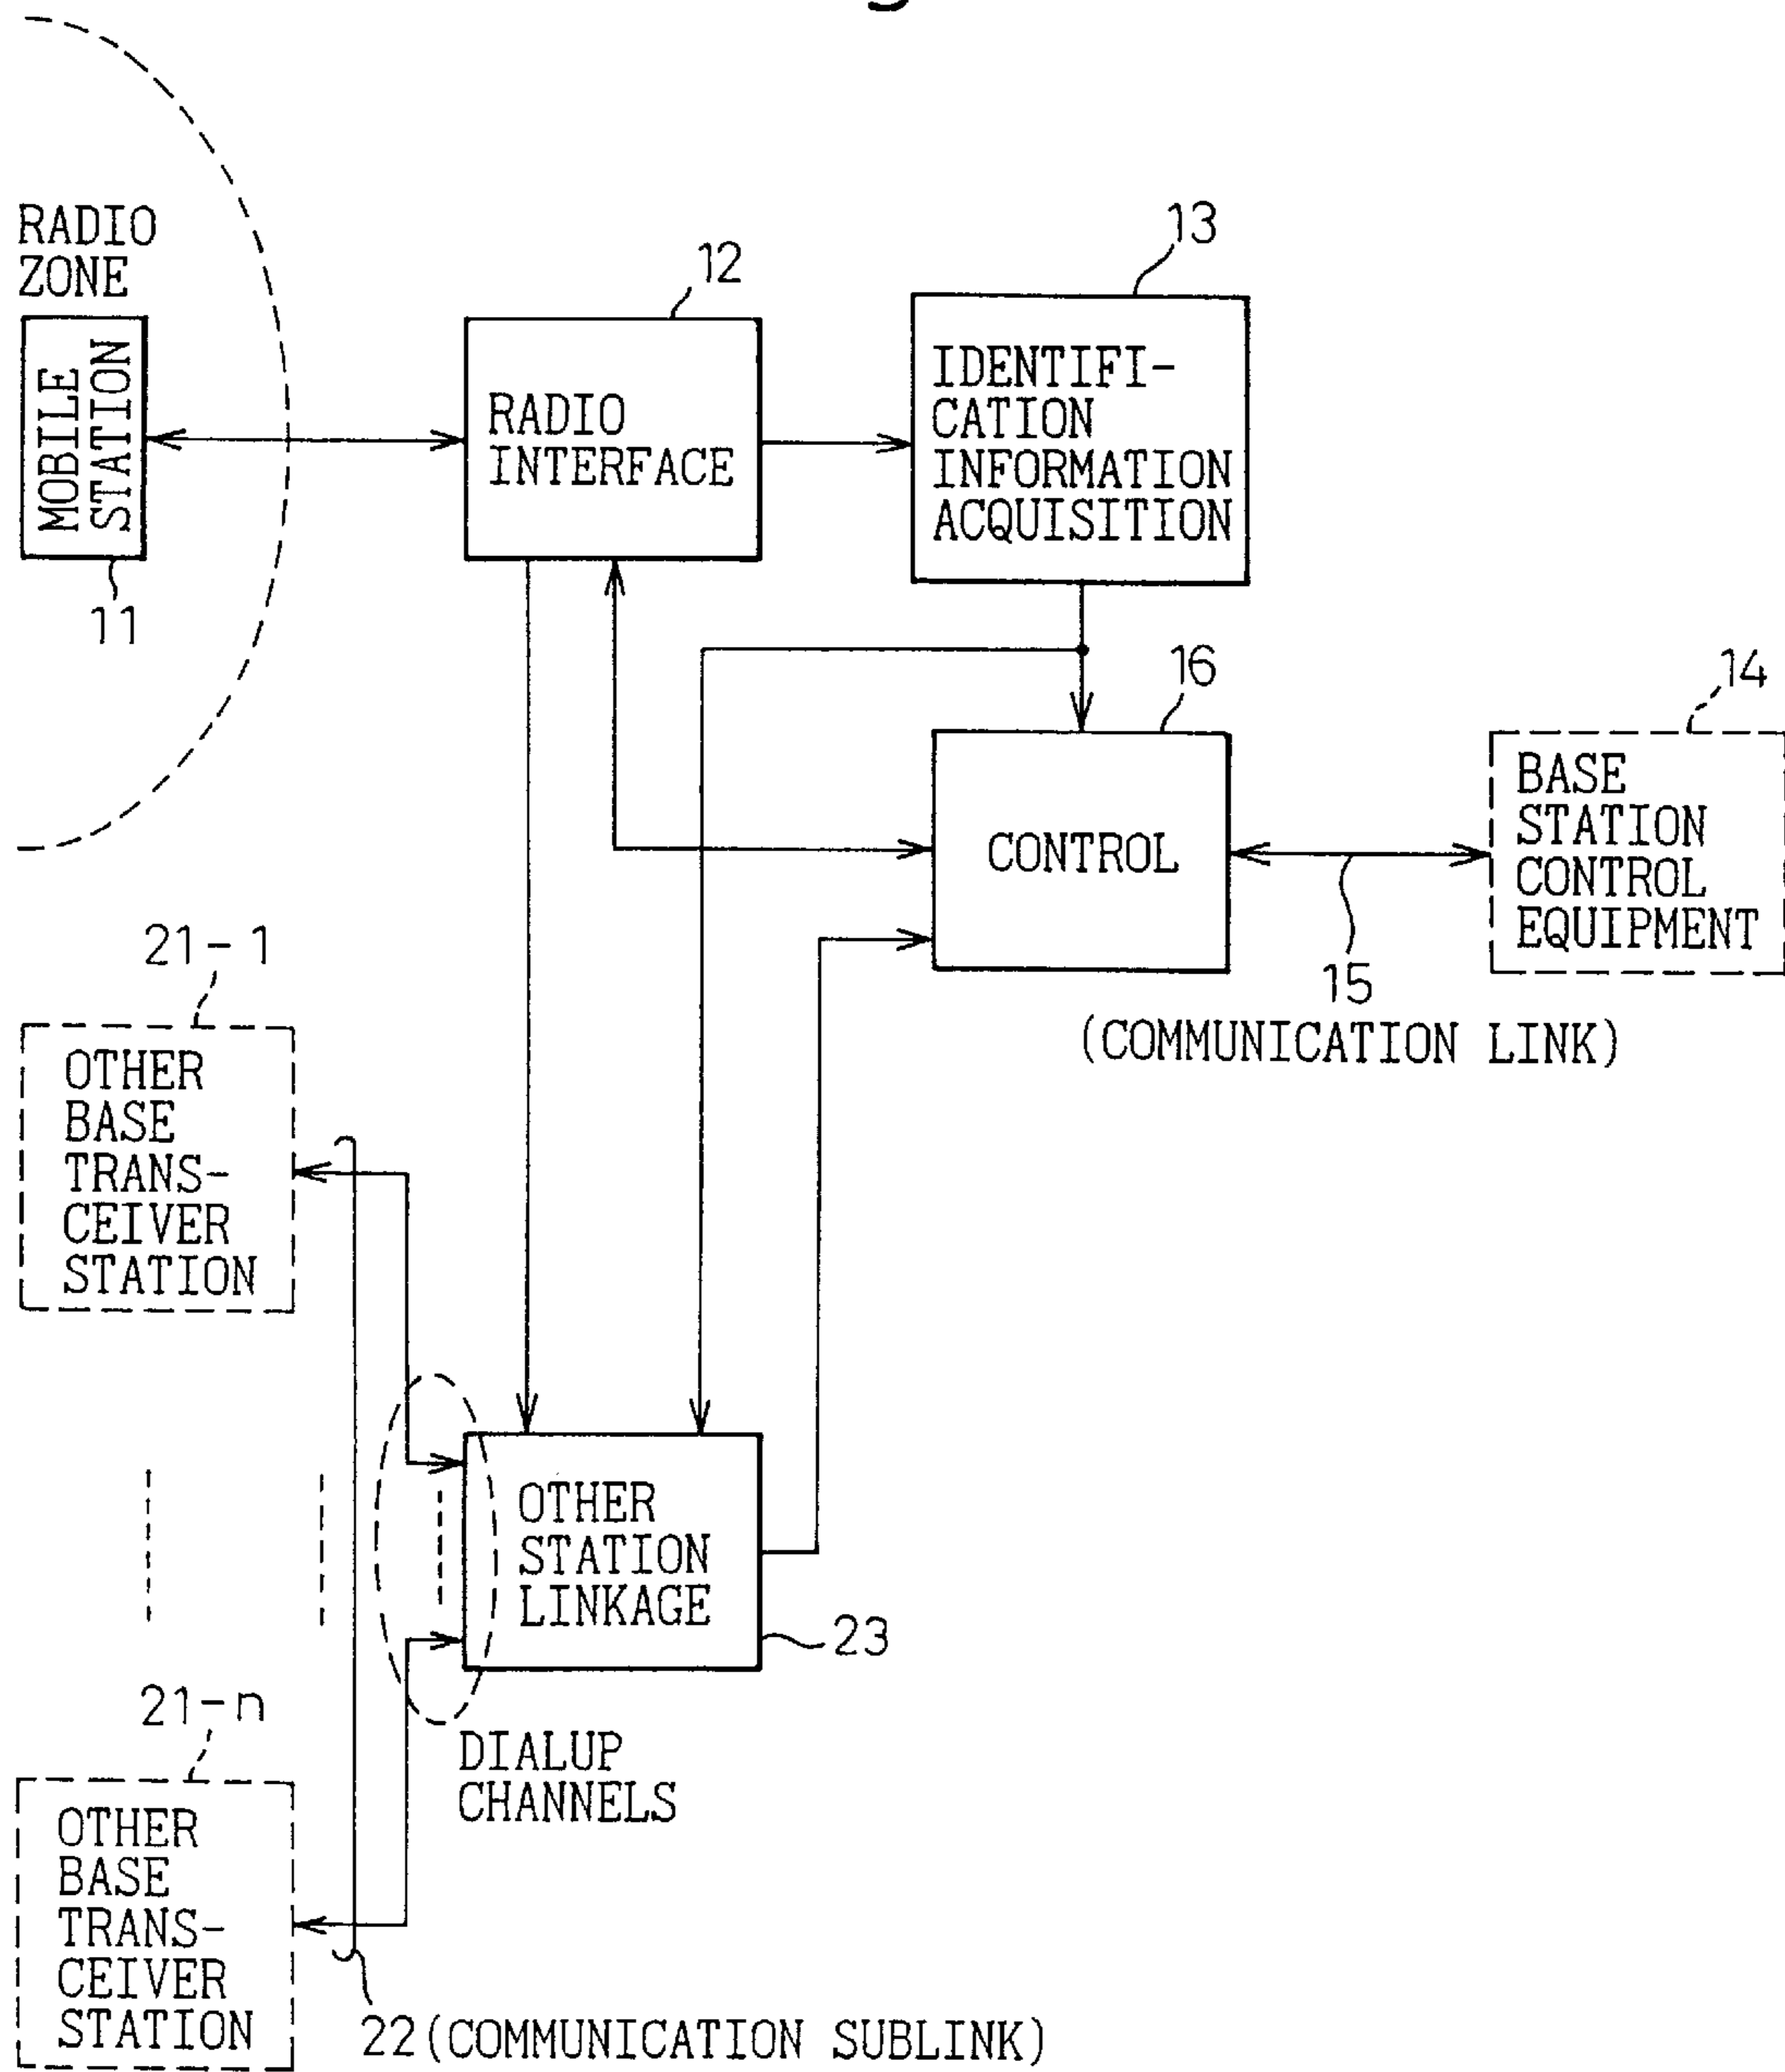 RADIO
ZONE
MOBILE
STATION
11
12
RADIO
INTERFACE
13
IDENTIFI-
CATION
INFORMATION
ACQUISITION
16
CONTROL
14
BASE
STATION
CONTROL
EQUIPMENT
15
(COMMUNICATION LINK)
21-1
OTHER
BASE
TRANS-
CEIVER
STATION
OTHER
STATION
LINKAGE
23
DIALUP
CHANNELS
21-n
OTHER
BASE
TRANS-
CEIVER
STATION
22 (COMMUNICATION SUBLINK)